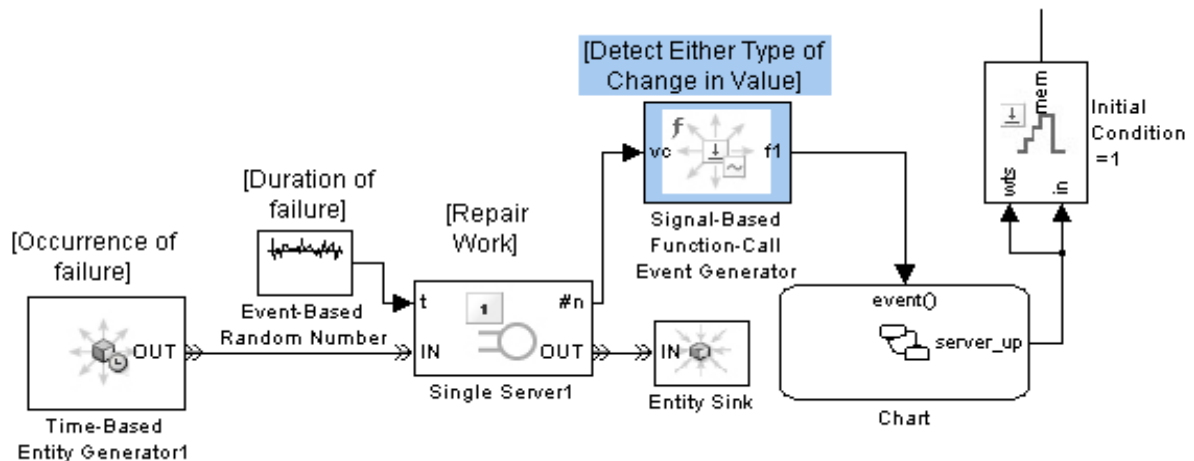 [Detect Either Type of
Change in Value]
mem
Initial
Condition
=1
wts
in
f
vc
f1
Signal-Based
Function-Call
Event Generator
[Duration of
failure]
[Repair
Work]
[Occurrence of
failure]
Event-Based
Random Number
t
1
#n
IN
OUT
Single Server1
OUT
Time-Based
Entity Generator1
IN
Entity Sink
event()
server_up
Chart